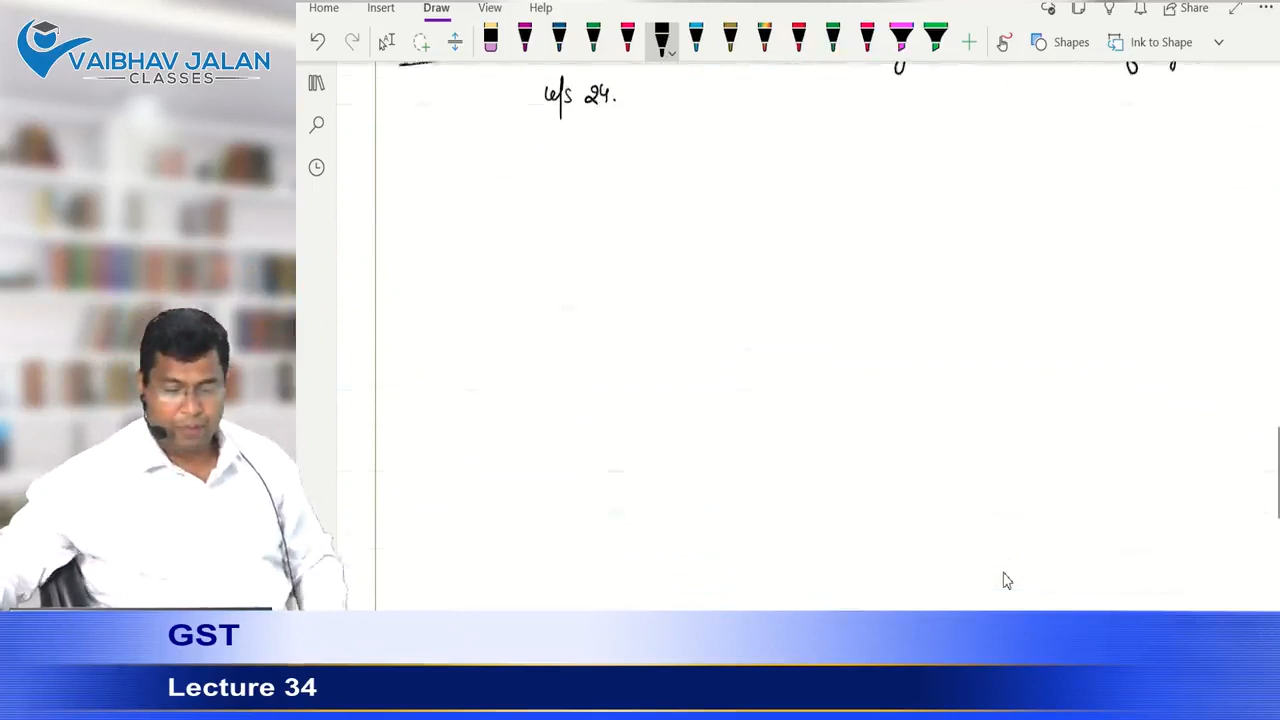 Home Insert Draw View Help Share
VAIBHAV JALAN
CLASSES
Shapes Ink to Shape
u/s 24.
GST
Lecture 34